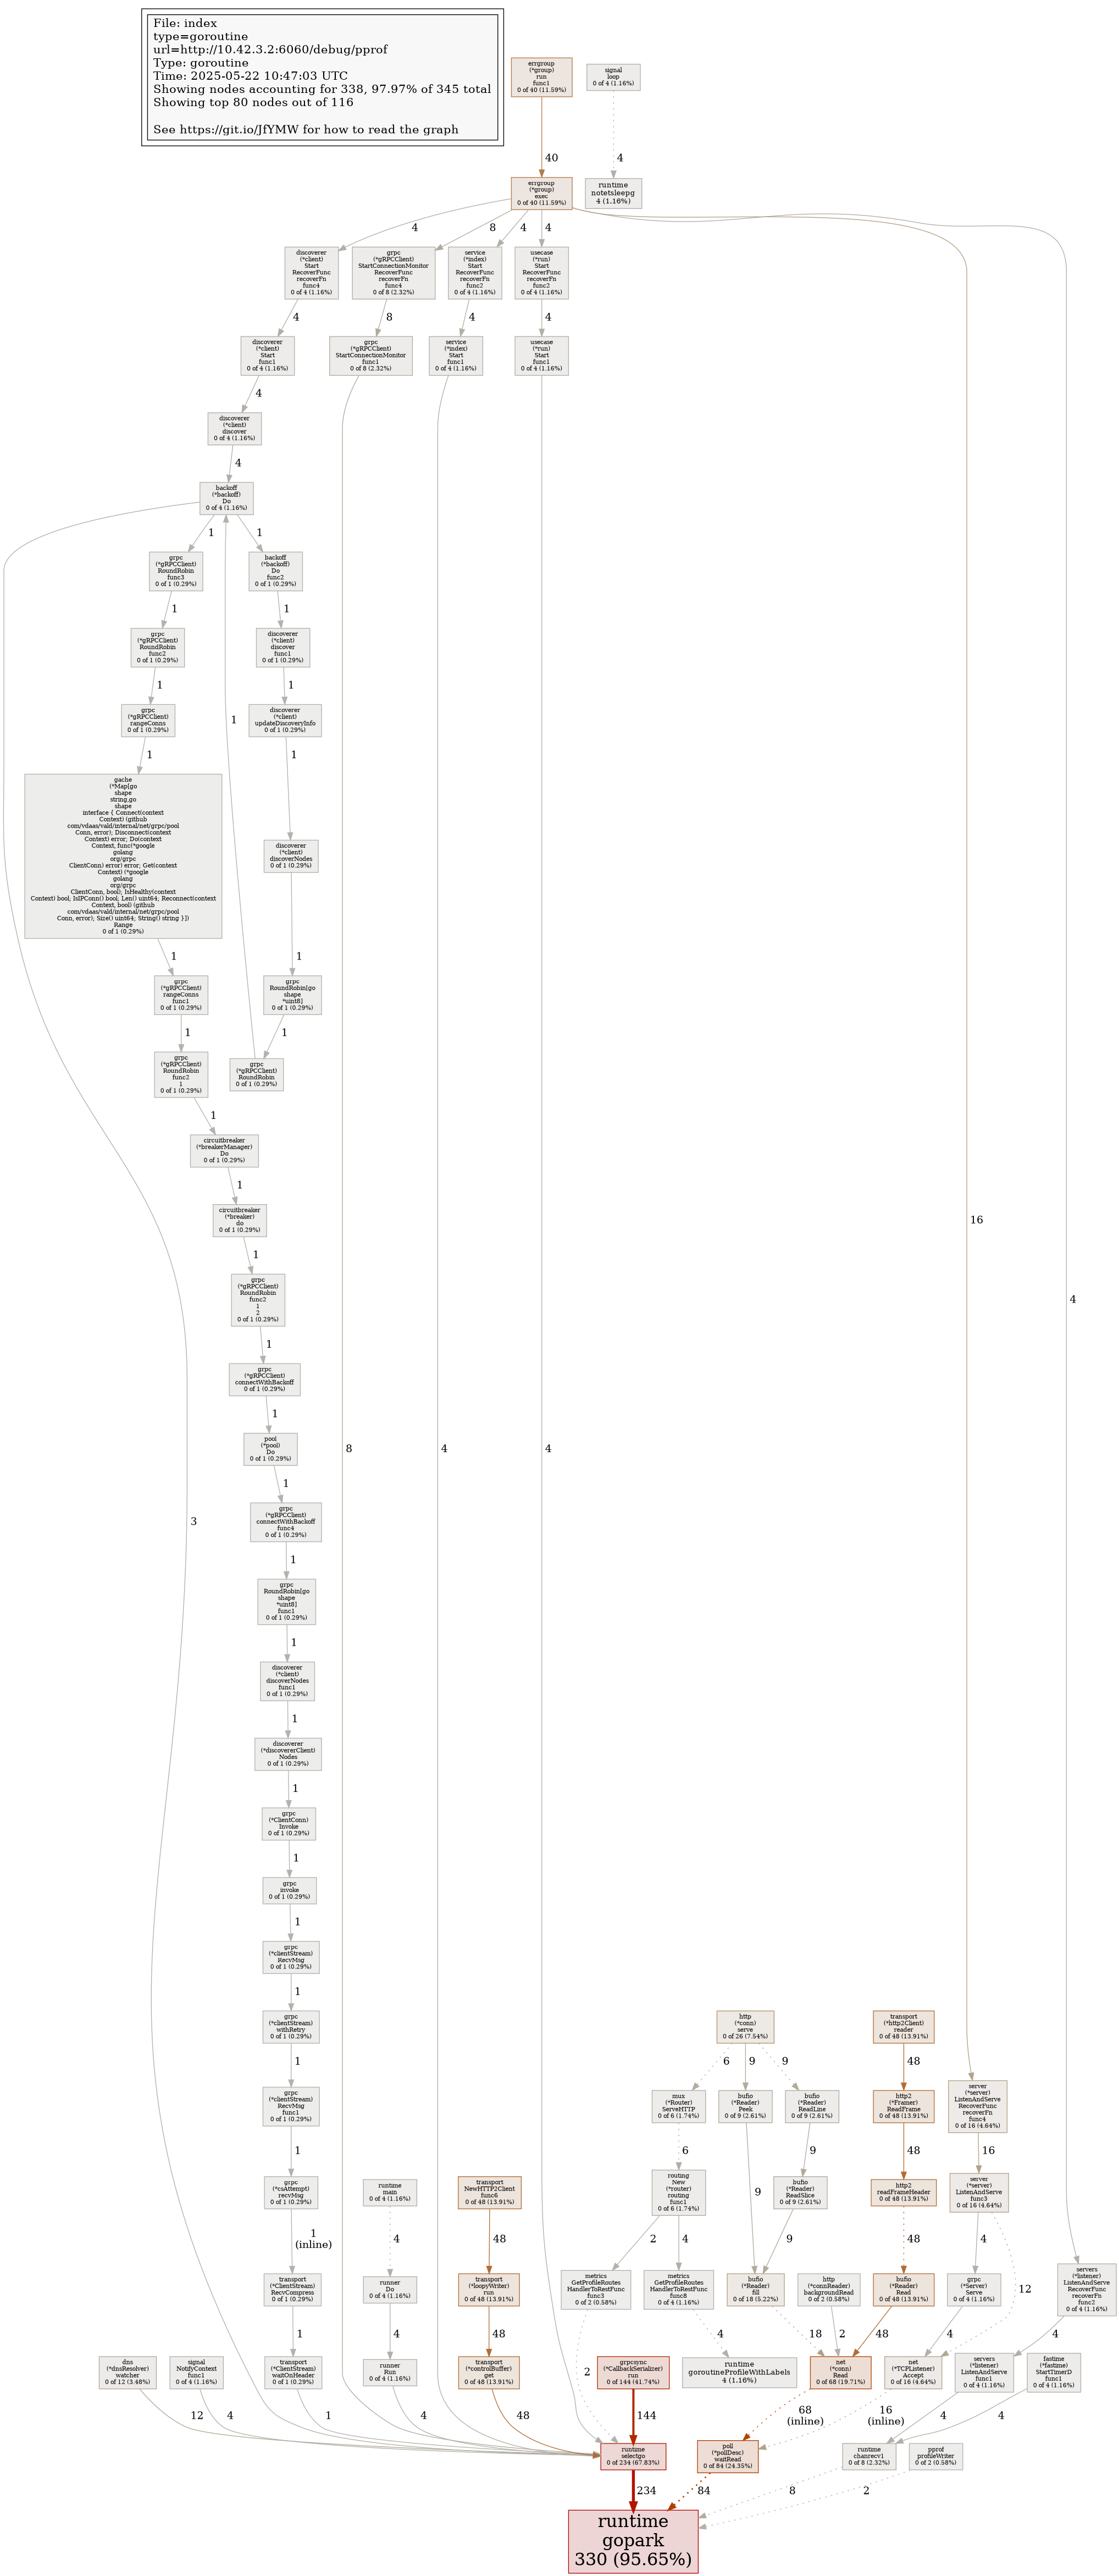 File: index
type=goroutine
url=http://10.42.3.2:6060/debug/pprof
Type: goroutine
Time: 2025-05-22 10:47:03 UTC
Showing nodes accounting for 338, 97.97% of 345 total
Showing top 80 nodes out of 116
See https://git.io/JfYMW for how to read the graph
errgroup
(*group)
run
func1
0 of 40 (11.59%)
signal
loop
0 of 4 (1.16%)
40
4
errgroup
(*group)
exec
0 of 40 (11.59%)
runtime
notetsleepg
4 (1.16%)
4
8
4
4
discoverer
(*client)
Start
RecoverFunc
recoverFn
func4
0 of 4 (1.16%)
grpc
(*gRPCClient)
StartConnectionMonitor
RecoverFunc
recoverFn
func4
0 of 8 (2.32%)
service
(*index)
Start
RecoverFunc
recoverFn
func2
0 of 4 (1.16%)
usecase
(*run)
Start
RecoverFunc
recoverFn
func2
0 of 4 (1.16%)
4
8
4
4
discoverer
(*client)
Start
func1
0 of 4 (1.16%)
grpc
(*gRPCClient)
StartConnectionMonitor
func1
0 of 8 (2.32%)
service
(*index)
Start
func1
0 of 4 (1.16%)
usecase
(*run)
Start
func1
0 of 4 (1.16%)
4
discoverer
(*client)
discover
0 of 4 (1.16%)
4
backoff
(*backoff)
Do
0 of 4 (1.16%)
1
1
grpc
(*gRPCClient)
RoundRobin
func3
0 of 1 (0.29%)
backoff
(*backoff)
Do
func2
0 of 1 (0.29%)
1
1
grpc
(*gRPCClient)
RoundRobin
func2
0 of 1 (0.29%)
discoverer
(*client)
discover
func1
0 of 1 (0.29%)
1
1
grpc
(*gRPCClient)
rangeConns
0 of 1 (0.29%)
1
discoverer
(*client)
updateDiscoveryInfo
0 of 1 (0.29%)
1
1
gache
(*Map[go
shape
string,go
shape
interface { Connect(context
Context) (github
com/vdaas/vald/internal/net/grpc/pool
Conn, error); Disconnect(context
Context) error; Do(context
Context, func(*google
golang
org/grpc
ClientConn) error) error; Get(context
Context) (*google
golang
org/grpc
ClientConn, bool); IsHealthy(context
Context) bool; IsIPConn() bool; Len() uint64; Reconnect(context
Context, bool) (github
com/vdaas/vald/internal/net/grpc/pool
Conn, error); Size() uint64; String() string }])
Range
0 of 1 (0.29%)
discoverer
(*client)
discoverNodes
0 of 1 (0.29%)
1
1
grpc
(*gRPCClient)
rangeConns
func1
0 of 1 (0.29%)
grpc
RoundRobin[go
shape
*uint8]
0 of 1 (0.29%)
16
1
1
grpc
(*gRPCClient)
RoundRobin
func2
1
0 of 1 (0.29%)
grpc
(*gRPCClient)
RoundRobin
0 of 1 (0.29%)
1
circuitbreaker
(*breakerManager)
Do
0 of 1 (0.29%)
1
circuitbreaker
(*breaker)
do
0 of 1 (0.29%)
1
grpc
(*gRPCClient)
RoundRobin
func2
1
2
0 of 1 (0.29%)
4
1
grpc
(*gRPCClient)
connectWithBackoff
0 of 1 (0.29%)
1
pool
(*pool)
Do
0 of 1 (0.29%)
8
4
4
1
grpc
(*gRPCClient)
connectWithBackoff
func4
0 of 1 (0.29%)
3
1
grpc
RoundRobin[go
shape
*uint8]
func1
0 of 1 (0.29%)
1
discoverer
(*client)
discoverNodes
func1
0 of 1 (0.29%)
1
discoverer
(*discovererClient)
Nodes
0 of 1 (0.29%)
1
grpc
(*ClientConn)
Invoke
0 of 1 (0.29%)
1
grpc
invoke
0 of 1 (0.29%)
1
grpc
(*clientStream)
RecvMsg
0 of 1 (0.29%)
1
grpc
(*clientStream)
withRetry
0 of 1 (0.29%)
http
(*conn)
serve
0 of 26 (7.54%)
transport
(*http2Client)
reader
0 of 48 (13.91%)
1
6
9
9
48
grpc
(*clientStream)
RecvMsg
func1
0 of 1 (0.29%)
mux
(*Router)
ServeHTTP
0 of 6 (1.74%)
bufio
(*Reader)
Peek
0 of 9 (2.61%)
bufio
(*Reader)
ReadLine
0 of 9 (2.61%)
http2
(*Framer)
ReadFrame
0 of 48 (13.91%)
server
(*server)
ListenAndServe
RecoverFunc
recoverFn
func4
0 of 16 (4.64%)
1
6
9
48
16
grpc
(*csAttempt)
recvMsg
0 of 1 (0.29%)
runtime
main
0 of 4 (1.16%)
transport
NewHTTP2Client
func6
0 of 48 (13.91%)
routing
New
(*router)
routing
func1
0 of 6 (1.74%)
9
bufio
(*Reader)
ReadSlice
0 of 9 (2.61%)
http2
readFrameHeader
0 of 48 (13.91%)
server
(*server)
ListenAndServe
func3
0 of 16 (4.64%)
1
(inline)
4
48
2
4
9
48
4
12
transport
(*ClientStream)
RecvCompress
0 of 1 (0.29%)
runner
Do
0 of 4 (1.16%)
transport
(*loopyWriter)
run
0 of 48 (13.91%)
metrics
GetProfileRoutes
HandlerToRestFunc
func3
0 of 2 (0.58%)
metrics
GetProfileRoutes
HandlerToRestFunc
func8
0 of 4 (1.16%)
bufio
(*Reader)
fill
0 of 18 (5.22%)
http
(*connReader)
backgroundRead
0 of 2 (0.58%)
bufio
(*Reader)
Read
0 of 48 (13.91%)
grpc
(*Server)
Serve
0 of 4 (1.16%)
servers
(*listener)
ListenAndServe
RecoverFunc
recoverFn
func2
0 of 4 (1.16%)
1
4
48
4
18
2
48
4
4
dns
(*dnsResolver)
watcher
0 of 12 (3.48%)
signal
NotifyContext
func1
0 of 4 (1.16%)
transport
(*ClientStream)
waitOnHeader
0 of 1 (0.29%)
runner
Run
0 of 4 (1.16%)
transport
(*controlBuffer)
get
0 of 48 (13.91%)
2
grpcsync
(*CallbackSerializer)
run
0 of 144 (41.74%)
runtime
goroutineProfileWithLabels
4 (1.16%)
net
(*conn)
Read
0 of 68 (19.71%)
net
(*TCPListener)
Accept
0 of 16 (4.64%)
servers
(*listener)
ListenAndServe
func1
0 of 4 (1.16%)
fastime
(*fastime)
StartTimerD
func1
0 of 4 (1.16%)
12
4
1
4
48
144
68
(inline)
16
(inline)
4
4
runtime
selectgo
0 of 234 (67.83%)
poll
(*pollDesc)
waitRead
0 of 84 (24.35%)
runtime
chanrecv1
0 of 8 (2.32%)
pprof
profileWriter
0 of 2 (0.58%)
234
84
8
2
runtime
gopark
330 (95.65%)